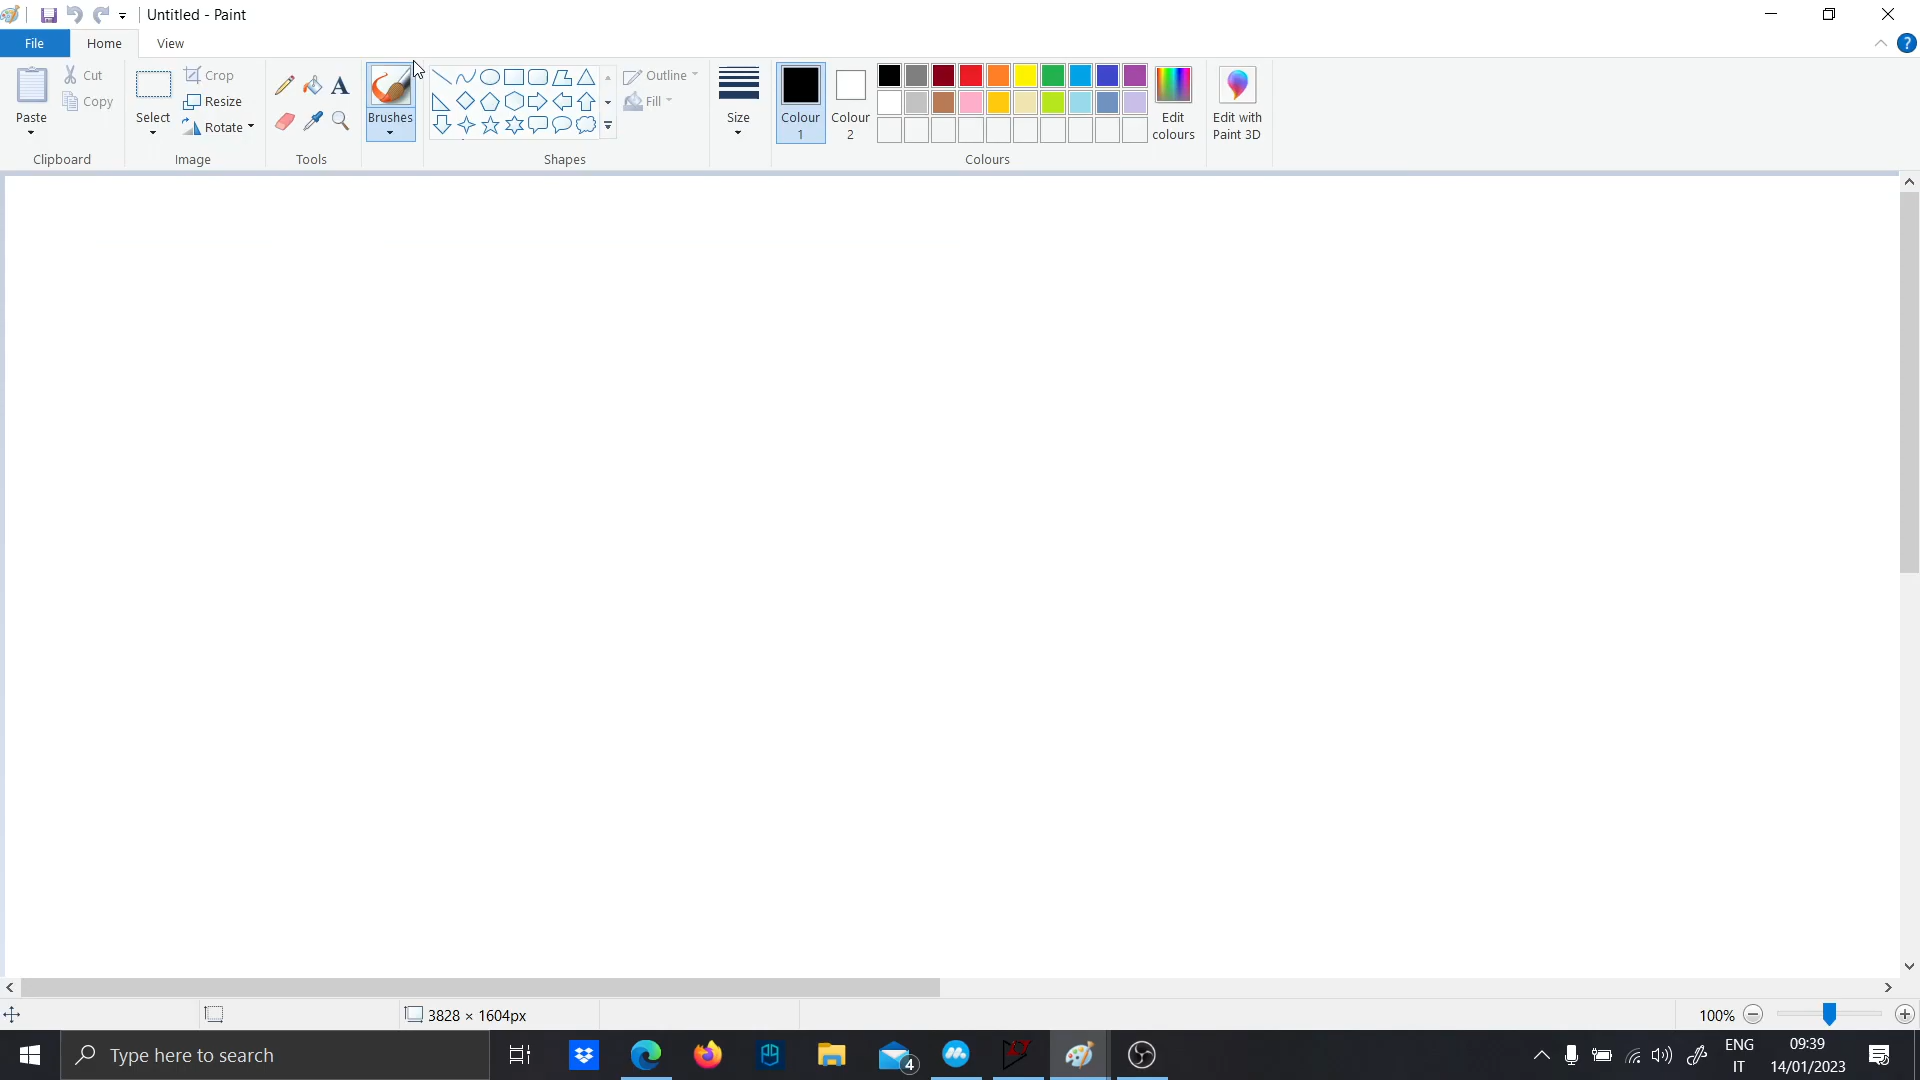 Untitled - Paint
File Home View
Paste
Cut
Copy
Clipboard
Select
Crop
Resize
Rotate
Image
Tools
Brushes
Shapes
Outline
Fill
Size
Colour
1
Colour
2
Colours
Edit
colours
Edit with
Paint 3D
3828 × 1604px
100%
Type here to search
4
ENG
IT
09:39
14/01/2023